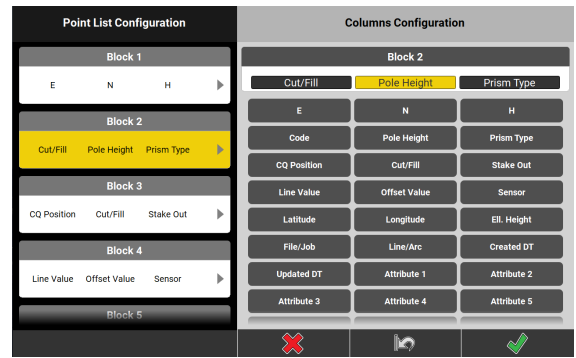 Point List Configuration
Block 1
E N H
Block 2
Cut/Fill Pole Height Prism Type
Block 3
CQ Position Cut/Fill Stake Out
Block 4
Line Value Offset Value Sensor
Block 5
Columns Configuration
Block 2
Cut/Fill Pole Height Prism Type
E N H
Code Pole Height Prism Type
CQ Position Cut/Fill Stake Out
Line Value Offset Value Sensor
Latitude Longitude Ell. Height
File/Job Line/Arc Created DT
Updated DT Attribute 1 Attribute 2
Attribute 3 Attribute 4 Attribute 5